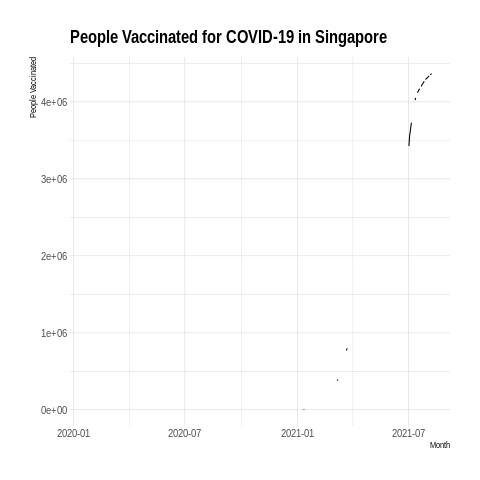 People Vaccinated for COVID-19 in Singapore
People Vaccinated
4e+06
3e+06
2e+06
1e+06
0e+00
2020-01 2020-07 2021-01 2021-07
Month